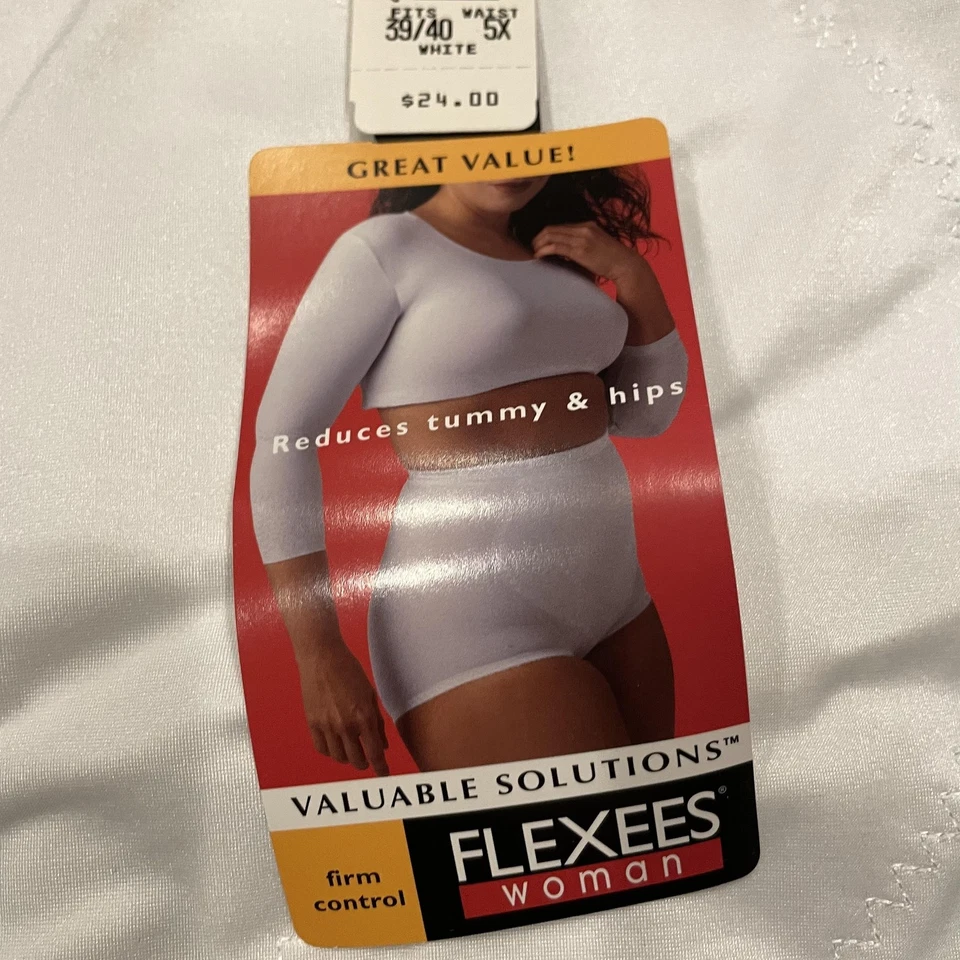 FITS WAIST
39/40 5X
WHITE
$24.00
GREAT VALUE!
Reduces tummy & hips
VALUABLE SOLUTIONS™
firm
control
FLEXEES®
woman